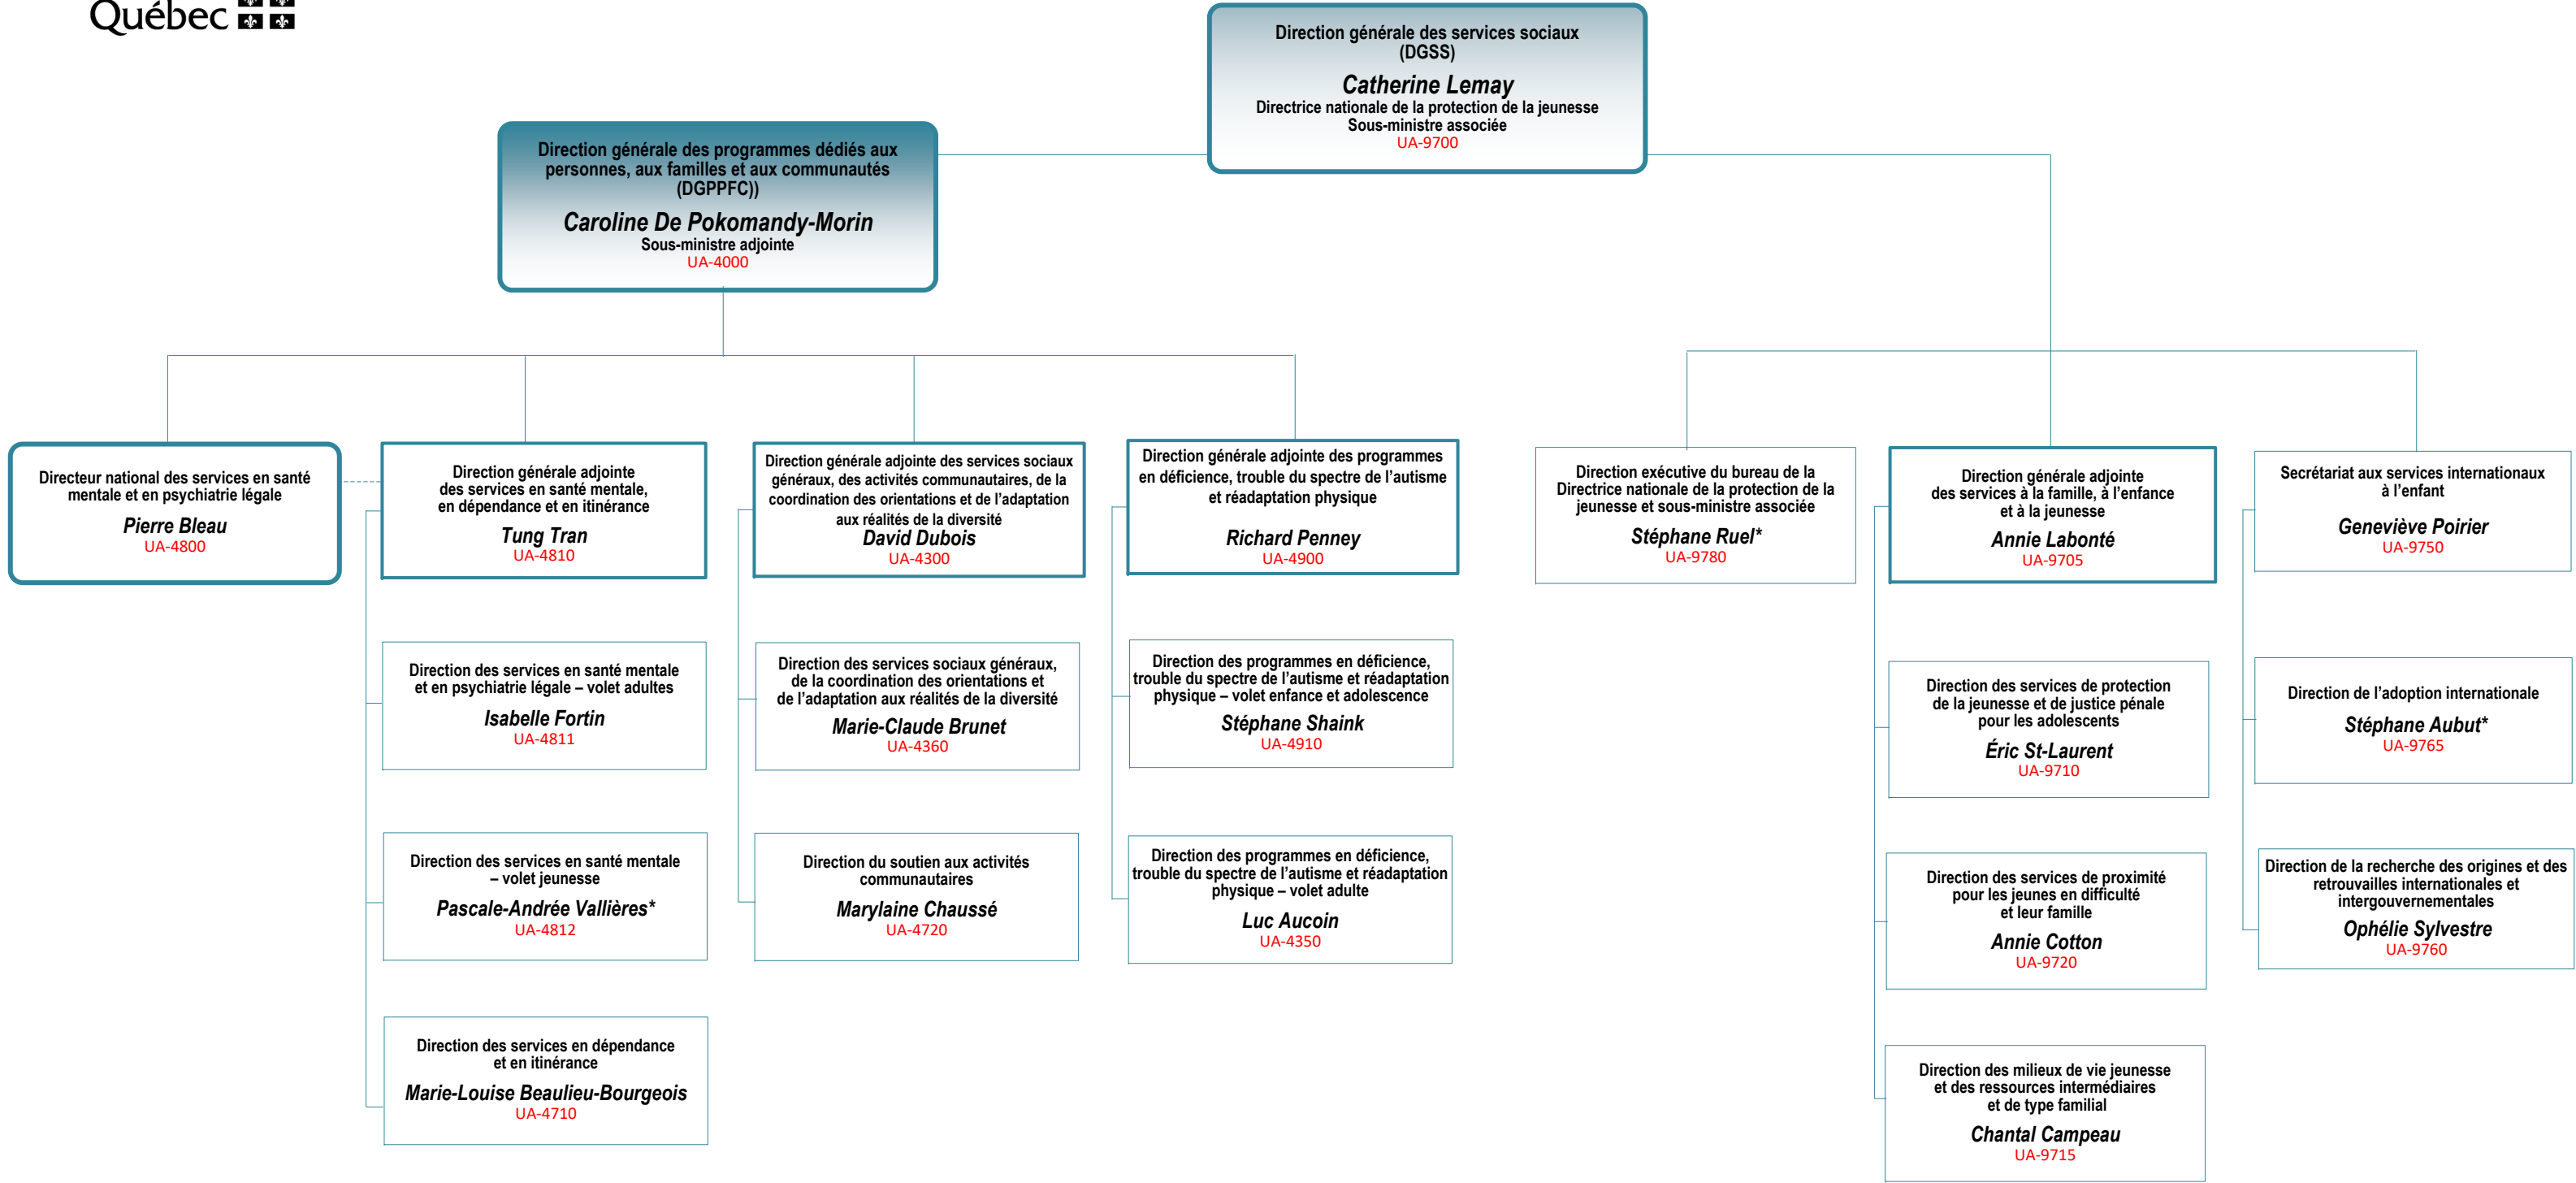 Québec
Direction générale des services sociaux
(DGSS)
Catherine Lemay
Directrice nationale de la protection de la jeunesse
Sous-ministre associée
UA-9700
Direction générale des programmes dédiés aux
personnes, aux familles et aux communautés
(DGPPFC))
Caroline De Pokomandy-Morin
Sous-ministre adjointe
UA-4000
Directeur national des services en santé
mentale et en psychiatrie légale
Pierre Bleau
UA-4800
Direction générale adjointe
des services en santé mentale,
en dépendance et en itinérance
Tung Tran
UA-4810
Direction des services en santé mentale
et en psychiatrie légale – volet adultes
Isabelle Fortin
UA-4811
Direction des services en santé mentale
– volet jeunesse
Pascale-Andrée Vallières*
UA-4812
Direction des services en dépendance
et en itinérance
Marie-Louise Beaulieu-Bourgeois
UA-4710
Direction générale adjointe des services sociaux
généraux, des activités communautaires, de la
coordination des orientations et de l’adaptation
aux réalités de la diversité
David Dubois
UA-4300
Direction des services sociaux généraux,
de la coordination des orientations et
de l’adaptation aux réalités de la diversité
Marie-Claude Brunet
UA-4360
Direction du soutien aux activités
communautaires
Marylaine Chaussé
UA-4720
Direction générale adjointe des programmes
en déficience, trouble du spectre de l’autisme
et réadaptation physique
Richard Penney
UA-4900
Direction des programmes en déficience,
trouble du spectre de l’autisme et réadaptation
physique – volet enfance et adolescence
Stéphane Shaink
UA-4910
Direction des programmes en déficience,
trouble du spectre de l’autisme et réadaptation
physique – volet adulte
Luc Aucoin
UA-4350
Direction exécutive du bureau de la
Directrice nationale de la protection de la
jeunesse et sous-ministre associée
Stéphane Ruel*
UA-9780
Direction générale adjointe
des services à la famille, à l’enfance
et à la jeunesse
Annie Labonté
UA-9705
Direction des services de protection
de la jeunesse et de justice pénale
pour les adolescents
Éric St-Laurent
UA-9710
Direction des services de proximité
pour les jeunes en difficulté
et leur famille
Annie Cotton
UA-9720
Direction des milieux de vie jeunesse
et des ressources intermédiaires
et de type familial
Chantal Campeau
UA-9715
Secrétariat aux services internationaux
à l’enfant
Geneviève Poirier
UA-9750
Direction de l’adoption internationale
Stéphane Aubut*
UA-9765
Direction de la recherche des origines et des
retrouvailles internationales et
intergouvernementales
Ophélie Sylvestre
UA-9760